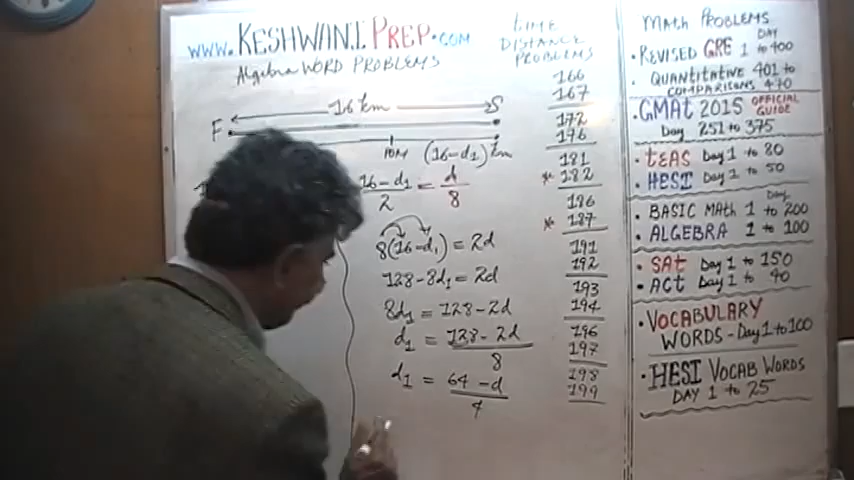 www.KESHWANI PREP.com
Algebra WORD PROBLEMS
16 km
F
S
10M
(16-d₁) km
16-d₁ / 2 = d / 8
8(16-d₁) = 2d
128-8d₁ = 2d
8d₁ = 128-2d
d₁ = 128-2d / 8
d₁ = 64-d / 4
TIME
DISTANCE
PROBLEMS
166
167
172
176
181
* 182
186
* 187
191
192
193
194
196
197
198
199
MATH PROBLEMS
• REVISED GRE DAY 1 to 400
• QUANTITATIVE 401 to
COMPARISONS 470
GMAT 2015 OFFICIAL GUIDE
Day 251 to 375
• TEAS Day 1 to 80
• HESI Day 1 to 50
Day
• BASIC MATH 1 to 200
• ALGEBRA 1 to 100
• SAT Day 1 to 150
• ACT Day 1 to 90
• VOCABULARY
WORDS - Day 1 to 100
• HESI VOCAB WORDS
DAY 1 to 25